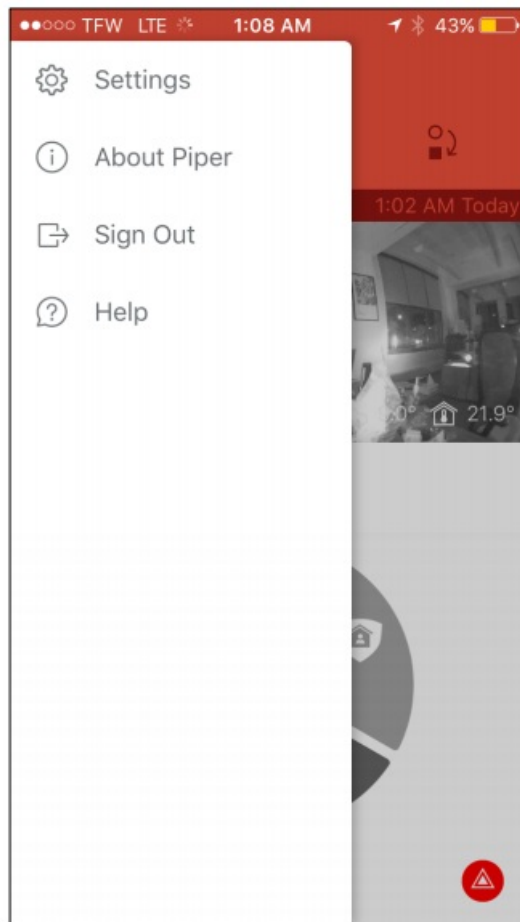 TFW LTE 1:08 AM 43%
Settings
About Piper
1:02 AM Today
Sign Out
Help
21.9°